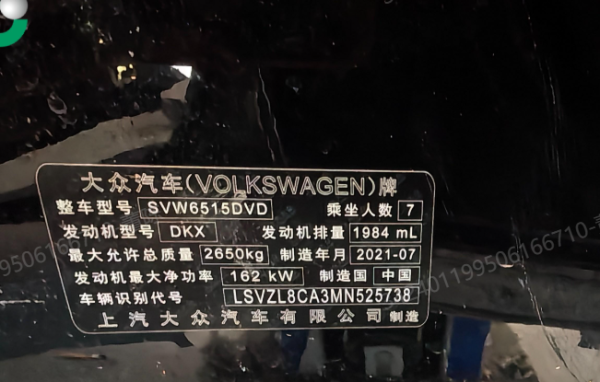 大众汽车(VOLKSWAGEN)牌
整车型号 SVW6515DVD 乘坐人数 7
发动机型号 DKX 发动机排量 1984 mL
最大允许总质量 2650kg 制造年月 2021-07
发动机最大净功率 162 kW 制造国 中国
车辆识别代号 LSVZL8CA3MN525738
上汽大众汽车有限公司 制造